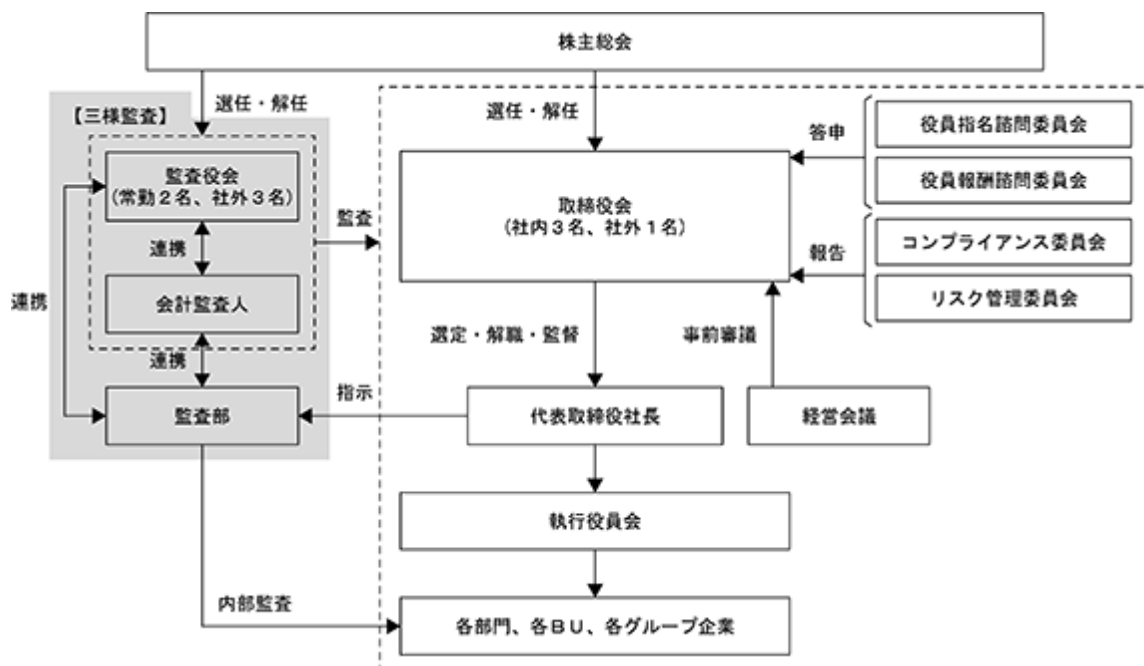 株主総会
選任・解任
選任・解任
【三様監査】
答申
役員指名諮問委員会
役員報酬諮問委員会
監査役会
(常勤2名、社外3名)
監査
取締役会
(社内3名、社外1名)
報告
コンプライアンス委員会
リスク管理委員会
連携
会計監査人
連携
連携
選定・解職・監督
事前審議
監査部
指示
代表取締役社長
経営会議
執行役員会
内部監査
各部門、各BU、各グループ企業